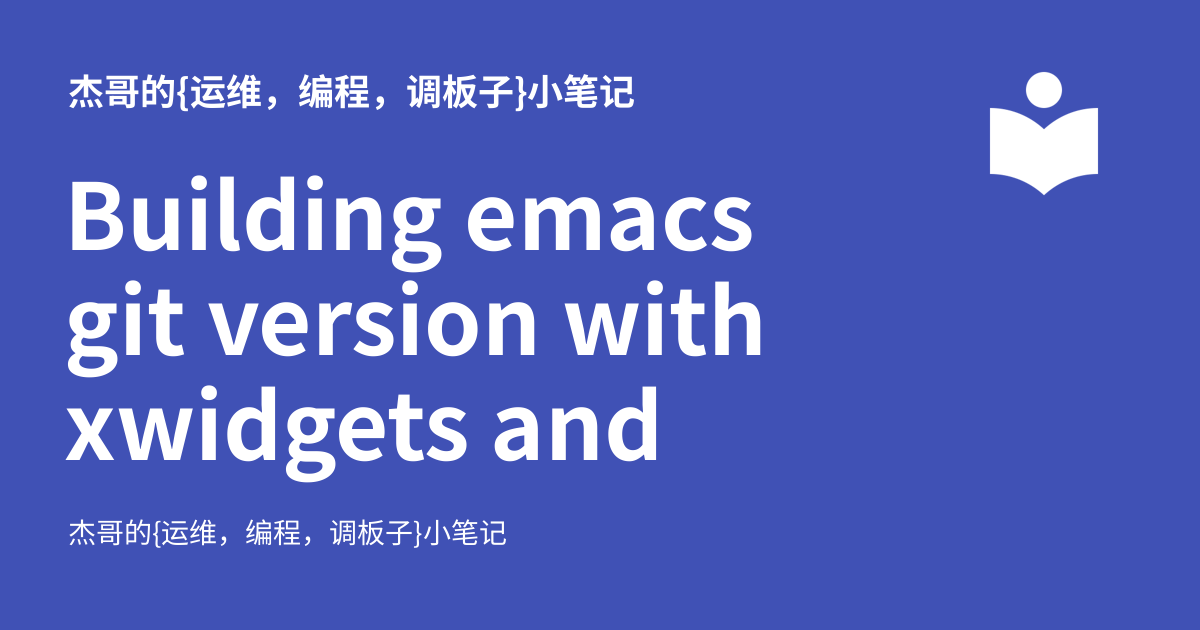 杰哥的{运维，编程，调板子}小笔记
Building emacs
git version with
xwidgets and
杰哥的{运维，编程，调板子}小笔记